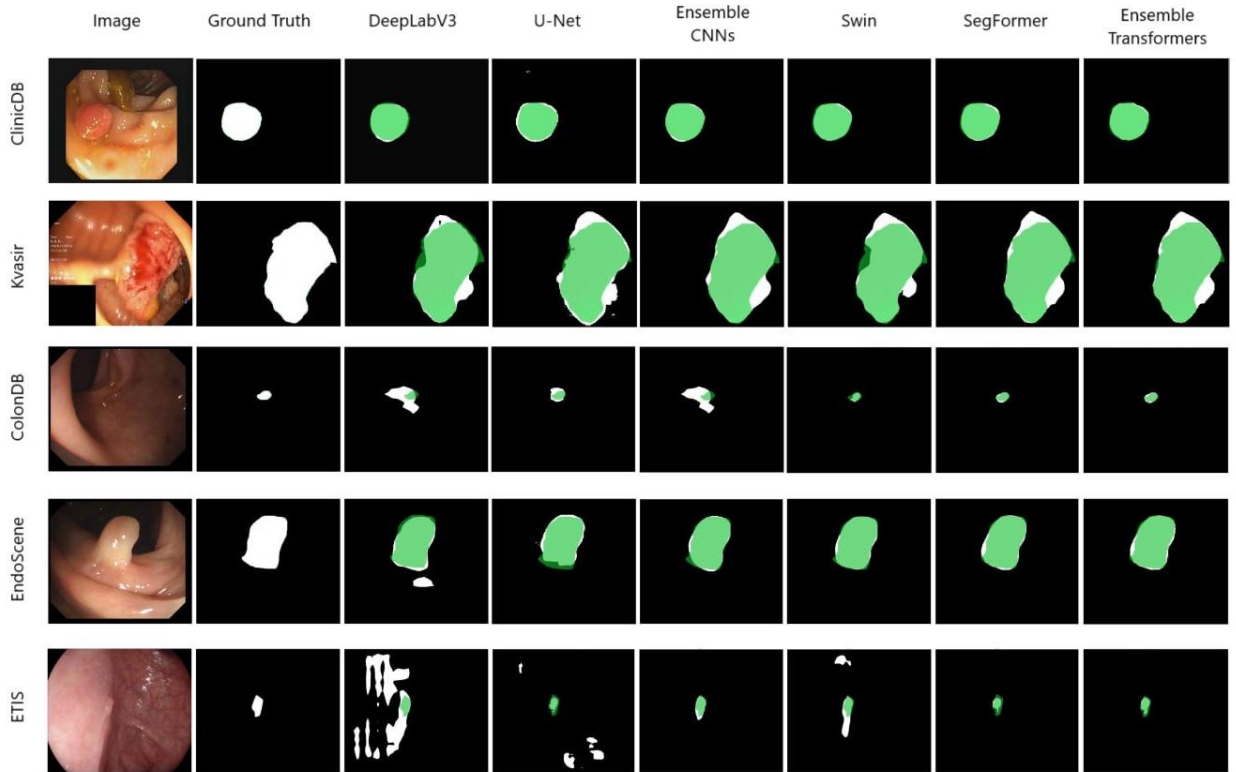 Image
Ground Truth
DeepLabV3
U-Net
Ensemble
CNNs
Swin
SegFormer
Ensemble
Transformers
ClinicDB
Kvasir
ColonDB
EndoScene
ETIS